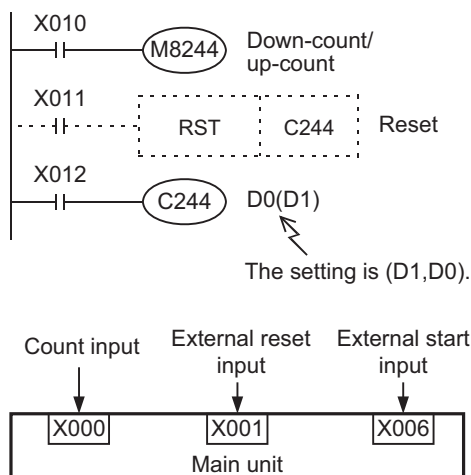 X010
M8244
Down-count/
up-count
X011
RST
C244
Reset
X012
C244
D0(D1)
The setting is (D1,D0).
Count input
External reset
input
External start
input
X000
X001
X006
Main unit